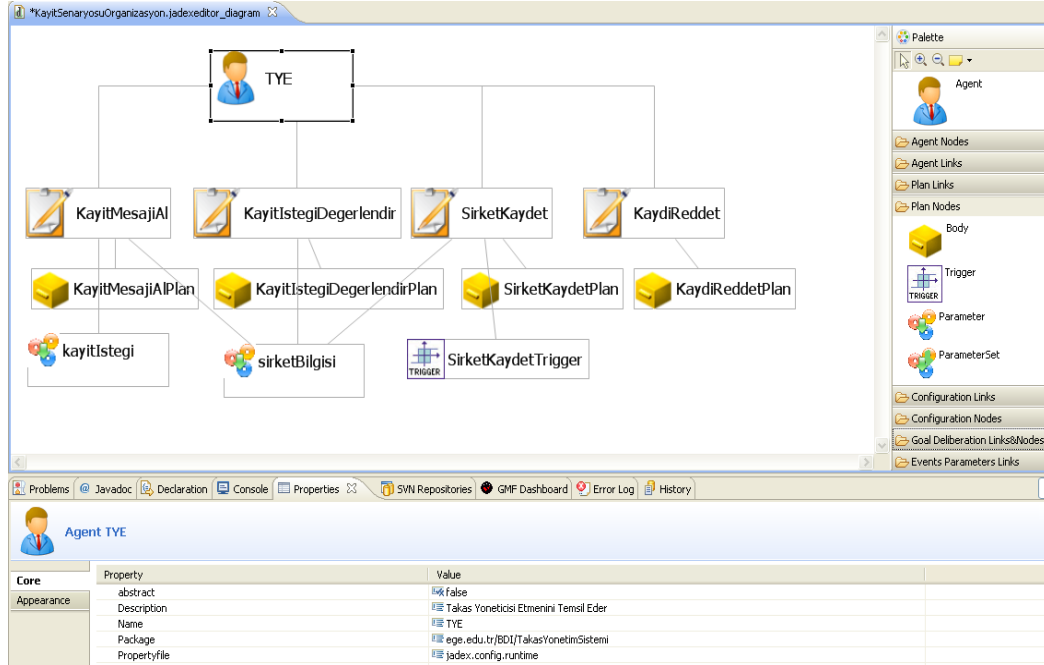 *KayitSenaryosuOrganizasyon.jadexeditor_diagram
TYE
KayitMesajiAl
KayitIstegiDegerlendir
SirketKaydet
KaydiReddet
KayitMesajiAlPlan
KayitIstegiDegerlendirPlan
SirketKaydetPlan
KaydiReddetPlan
kayitIstegi
sirketBilgisi
TRIGGER
SirketKaydetTrigger
Palette
Agent
Agent Nodes
Agent Links
Plan Links
Plan Nodes
Body
TRIGGER
Trigger
Parameter
ParameterSet
Configuration Links
Configuration Nodes
Goal Deliberation Links&Nodes
Events Parameters Links
Problems @ Javadoc Declaration Console Properties SVN Repositories GMF Dashboard Error Log History
Agent TYE
Core
Appearance
Property Value
abstract false
Description Takas Yoneticisi Etmenini Temsil Eder
Name TYE
Package ege.edu.tr/BDI/TakasYonetimSistemi
Propertyfile jadex.config.runtime